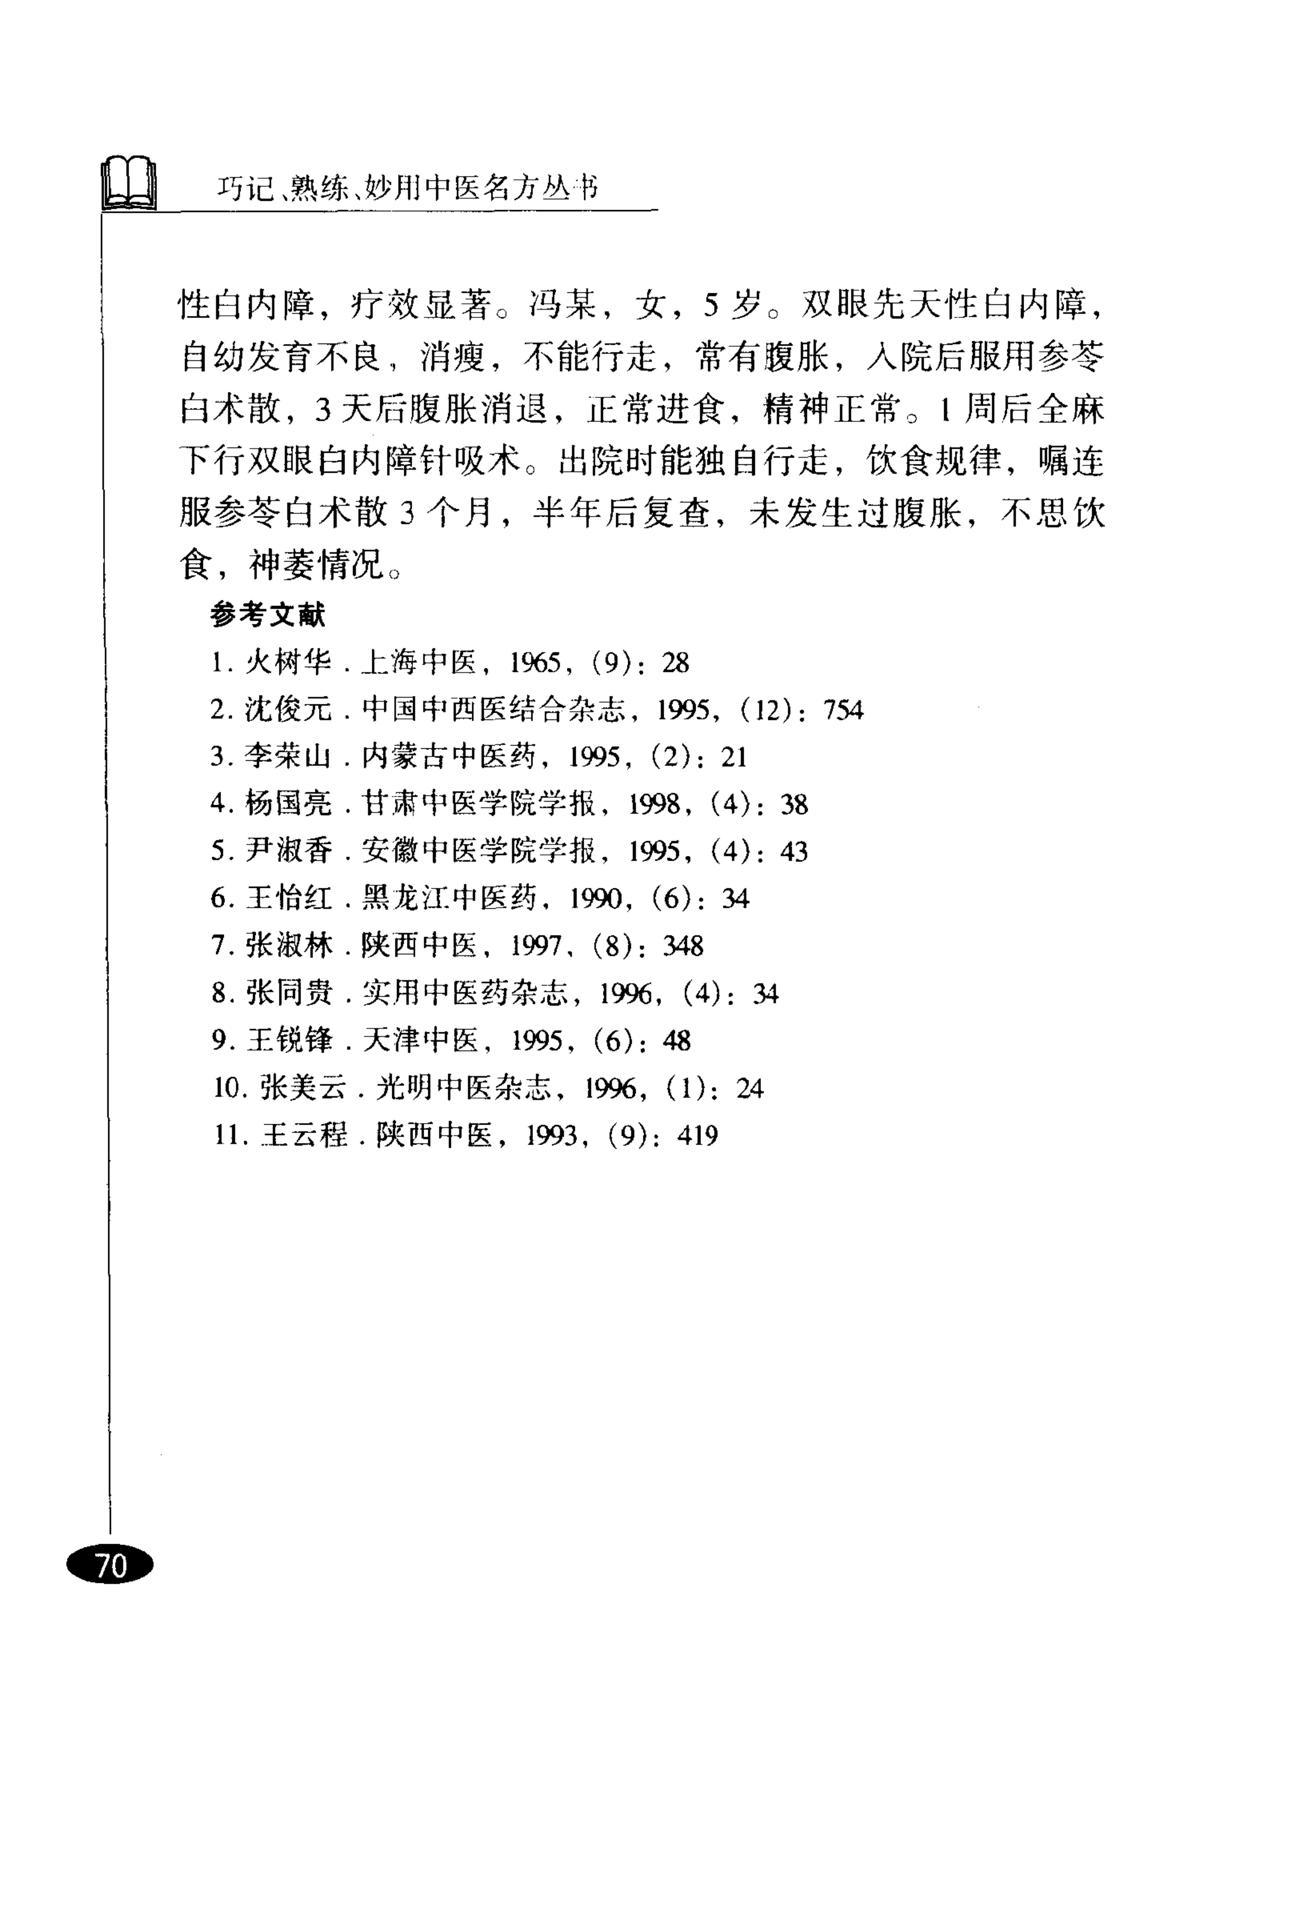 巧记、熟练、妙用中医名方丛书
性白内障，疗效显著。冯某，女，5 岁。双眼先天性白内障，
自幼发育不良，消瘦，不能行走，常有腹胀，入院后服用参苓
白术散，3 天后腹胀消退，正常进食，精神正常。1 周后全麻
下行双眼白内障针吸术。出院时能独自行走，饮食规律，嘱连
服参苓白术散 3 个月，半年后复查，未发生过腹胀，不思饮
食，神萎情况。
参考文献
1. 火树华．上海中医，1965，(9)：28
2. 沈俊元．中国中西医结合杂志，1995，(12)：754
3. 李荣山．内蒙古中医药，1995，(2)：21
4. 杨国亮．甘肃中医学院学报，1998，(4)：38
5. 尹淑香．安徽中医学院学报，1995，(4)：43
6. 王怡红．黑龙江中医药，1990，(6)：34
7. 张淑林．陕西中医，1997，(8)：348
8. 张同贵．实用中医药杂志，1996，(4)：34
9. 王锐锋．天津中医，1995，(6)：48
10. 张美云．光明中医杂志，1996，(1)：24
11. 王云程．陕西中医，1993，(9)：419
70